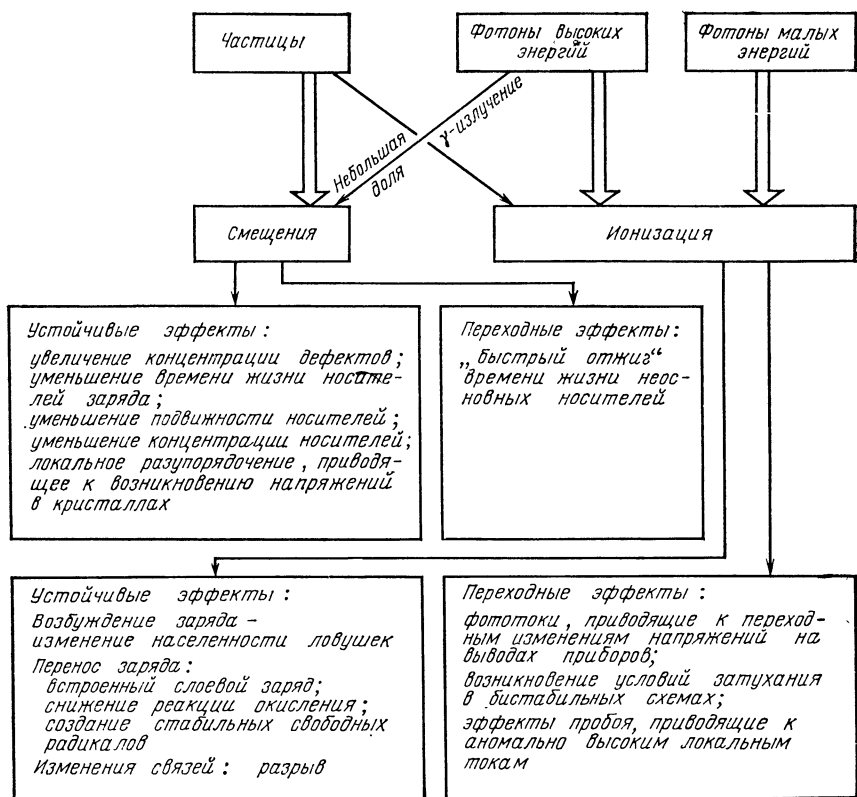 Частицы
Фотоны высоких
энергий
Фотоны малых
энергий
Небольшая
доля
γ-излучение
Смещения
Ионизация
Устойчивые эффекты:
увеличение концентрации дефектов;
уменьшение времени жизни носите-
лей заряда;
уменьшение подвижности носителей;
уменьшение концентрации носителей;
локальное разупорядочение, приводя-
щее к возникновению напряжений
в кристаллах
Переходные эффекты:
„быстрый отжиг“
времени жизни неос-
новных носителей
Устойчивые эффекты:
Возбуждение заряда –
изменение населенности ловушек
Перенос заряда:
встроенный слоевой заряд;
снижение реакции окисления;
создание стабильных свободных
радикалов
Изменения связей: разрыв
Переходные эффекты:
фототоки, приводящие к переход-
ным изменениям напряжений на
выводах приборов;
возникновение условий затухания
в бистабильных схемах;
эффекты пробоя, приводящие к
аномально высоким локальным
токам